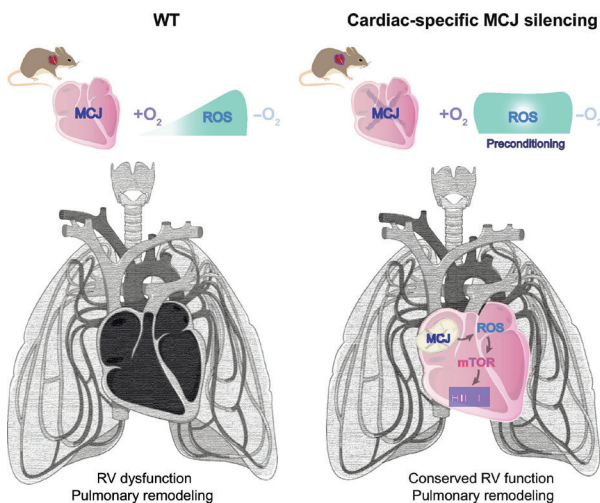 WT
MCJ
+O₂
ROS
–O₂
RV dysfunction
Pulmonary remodeling
Cardiac-specific MCJ silencing
MCJ
+O₂
ROS
–O₂
Preconditioning
MCJ
ROS
mTOR
Conserved RV function
Pulmonary remodeling